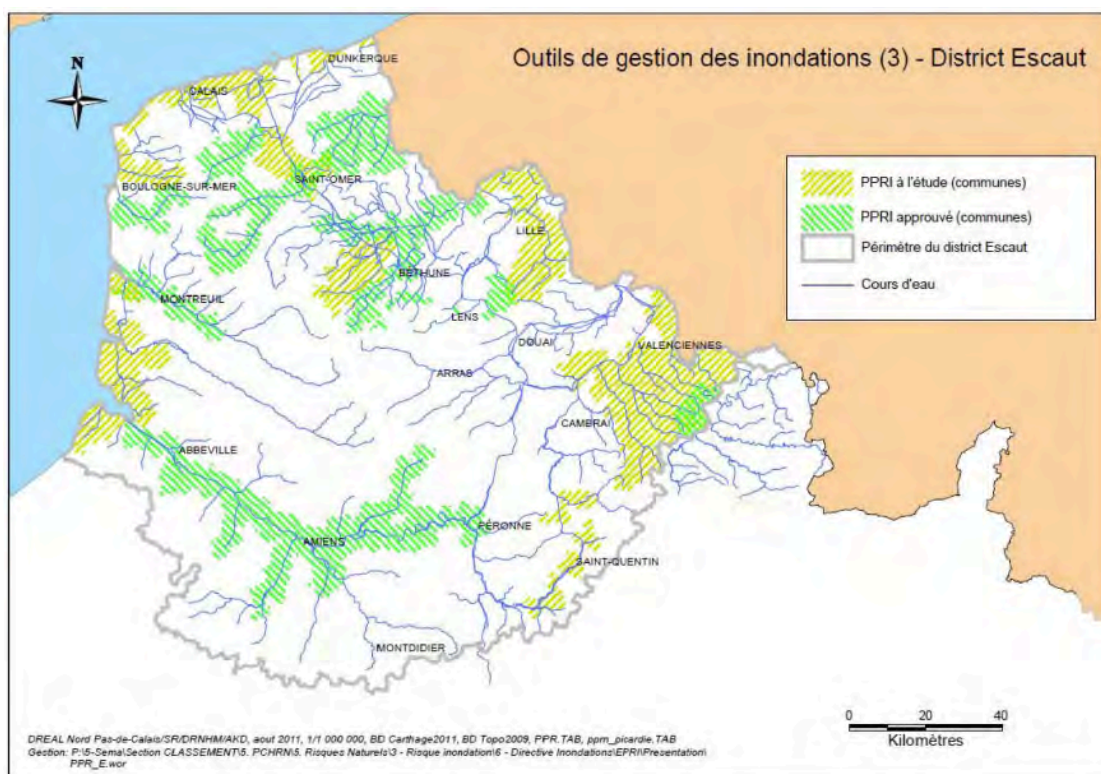 Outils de gestion des inondations (3) - District Escaut
N
DUNKERQUE
CALAIS
BOULOGNE-SUR-MER
SAINT-OMER
LILLE
BETHUNE
MONTREUIL
LENS
DOUAI
VALENCIENNES
ARRAS
CAMBRAI
ABBEVILLE
AMIENS
PÉRONNE
SAINT-QUENTIN
MONTDIDIER
PPRI à l'étude (communes)
PPRI approuvé (communes)
Périmètre du district Escaut
Cours d'eau
0 20 40
Kilomètres
DREAL Nord Pas-de-Calais/SR/DRNHM/AKD, aout 2011, 1/1 000 000, BD Carthage2011, BD Topo2009, PPR.TAB, pprn_picardie.TAB
Gestion: P:\5-Sema\Section CLASSEMENT\5. PCHRN\5. Risques Naturels\3 - Risque inondation\6 - Directive Inondations\EPRI\Presentation\
PPR_E.wor